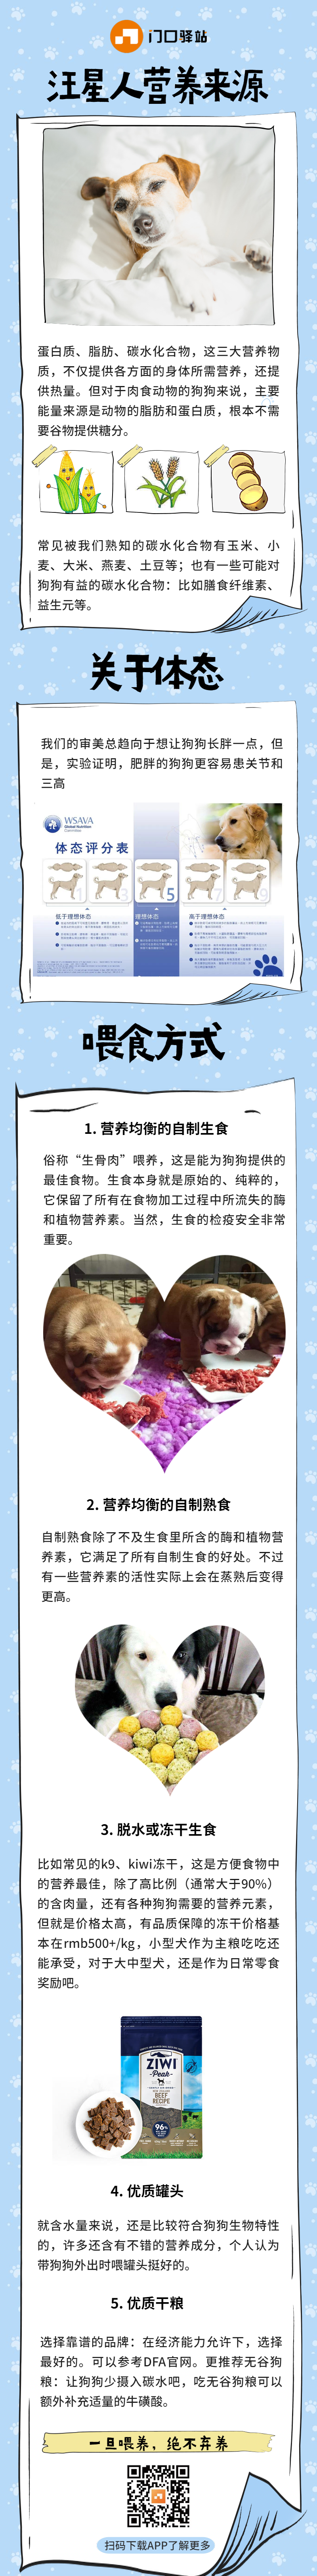 门口驿站
汪星人营养来源
蛋白质、脂肪、碳水化合物，这三大营养物
质，不仅提供各方面的身体所需营养，还提
供热量。但对于肉食动物的狗狗来说，主要
能量来源是动物的脂肪和蛋白质，根本不需
要谷物提供糖分。
常见被我们熟知的碳水化合物有玉米、小
麦、大米、燕麦、土豆等；也有一些可能对
狗狗有益的碳水化合物：比如膳食纤维素、
益生元等。
关于体态
我们的审美总趋向于想让狗狗长胖一点，但
是，实验证明，肥胖的狗狗更容易患关节和
三高
WSAVA
Global Nutrition
Committee
体态评分表
5
低于理想体态
理想体态
高于理想体态
喂食方式
1. 营养均衡的自制生食
俗称“生骨肉”喂养，这是能为狗狗提供的
最佳食物。生食本身就是原始的、纯粹的，
它保留了所有在食物加工过程中所流失的酶
和植物营养素。当然，生食的检疫安全非常
重要。
2. 营养均衡的自制熟食
自制熟食除了不及生食里所含的酶和植物营
养素，它满足了所有自制生食的好处。不过
有一些营养素的活性实际上会在蒸熟后变得
更高。
3. 脱水或冻干生食
比如常见的k9、kiwi冻干，这是方便食物中
的营养最佳，除了高比例（通常大于90%）
的含肉量，还有各种狗狗需要的营养元素，
但就是价格太高，有品质保障的冻干价格基
本在rmb500+/kg，小型犬作为主粮吃吃还
能承受，对于大中型犬，还是作为日常零食
奖励吧。
ZIWI
Peak
BEEF
RECIPE
96%
4. 优质罐头
就含水量来说，还是比较符合狗狗生物特性
的，许多还含有不错的营养成分，个人认为
带狗狗外出时喂罐头挺好的。
5. 优质干粮
选择靠谱的品牌：在经济能力允许下，选择
最好的。可以参考DFA官网。更推荐无谷狗
粮：让狗狗少摄入碳水吧，吃无谷狗粮可以
额外补充适量的牛磺酸。
一旦喂养，绝不弃养
扫码下载APP了解更多